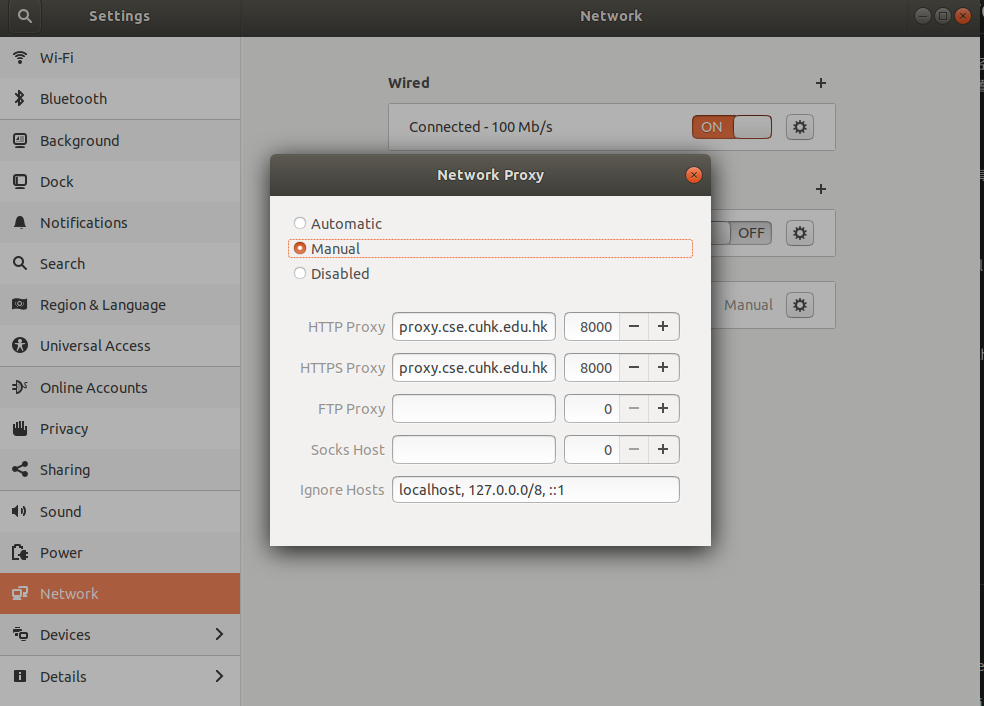 Settings
Network
Wi-Fi
Bluetooth
Background
Dock
Notifications
Search
Region & Language
Universal Access
Online Accounts
Privacy
Sharing
Sound
Power
Network
Devices
Details
Wired
Connected - 100 Mb/s
ON
OFF
Manual
Network Proxy
Automatic
Manual
Disabled
HTTP Proxy proxy.cse.cuhk.edu.hk 8000
HTTPS Proxy proxy.cse.cuhk.edu.hk 8000
FTP Proxy 0
Socks Host 0
Ignore Hosts localhost, 127.0.0.0/8, ::1